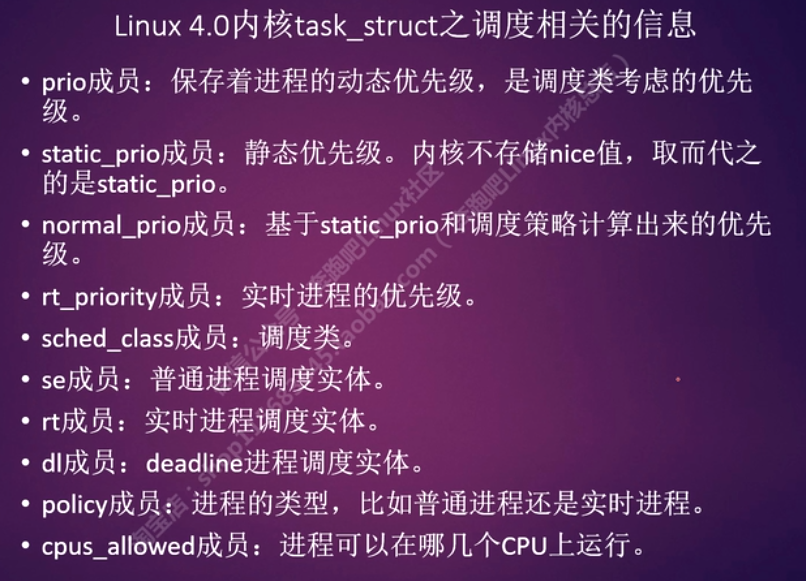 Linux 4.0内核task_struct之调度相关的信息
• prio成员：保存着进程的动态优先级，是调度类考虑的优先
级。
• static_prio成员：静态优先级。内核不存储nice值，取而代之
的是static_prio。
• normal_prio成员：基于static_prio和调度策略计算出来的优先
级。
• rt_priority成员：实时进程的优先级。
• sched_class成员：调度类。
• se成员：普通进程调度实体。
• rt成员：实时进程调度实体。
• dl成员：deadline进程调度实体。
• policy成员：进程的类型，比如普通进程还是实时进程。
• cpus_allowed成员：进程可以在哪几个CPU上运行。